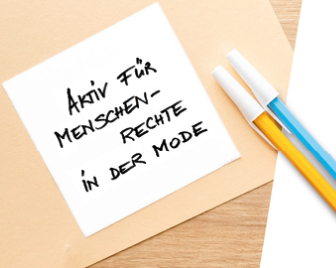 AKTIV FÜR
MENSCHEN-
RECHTE
IN DER MODE